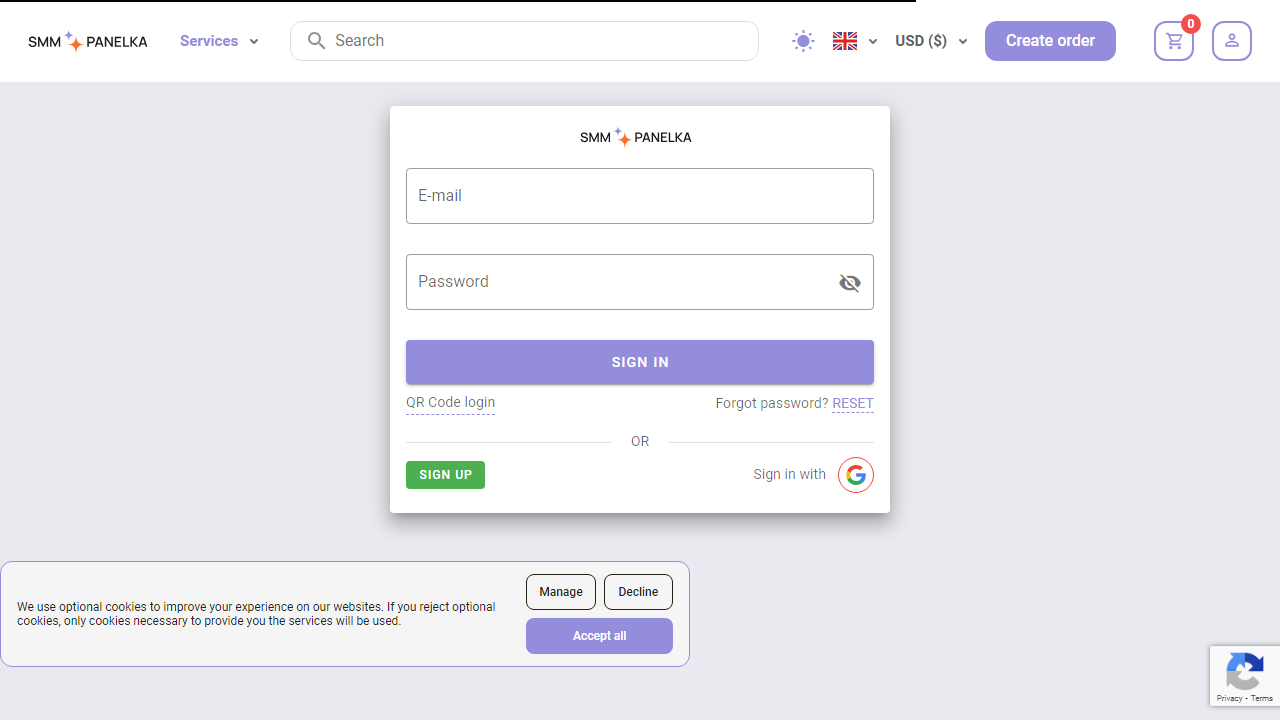 SMM PANELKA
Services
Search
USD ($)
Create order
0
SMM PANELKA
E-mail
Password
SIGN IN
QR Code login
Forgot password? RESET
OR
SIGN UP
Sign in with
We use optional cookies to improve your experience on our websites. If you reject optional
cookies, only cookies necessary to provide you the services will be used.
Manage
Decline
Accept all
Privacy - Terms